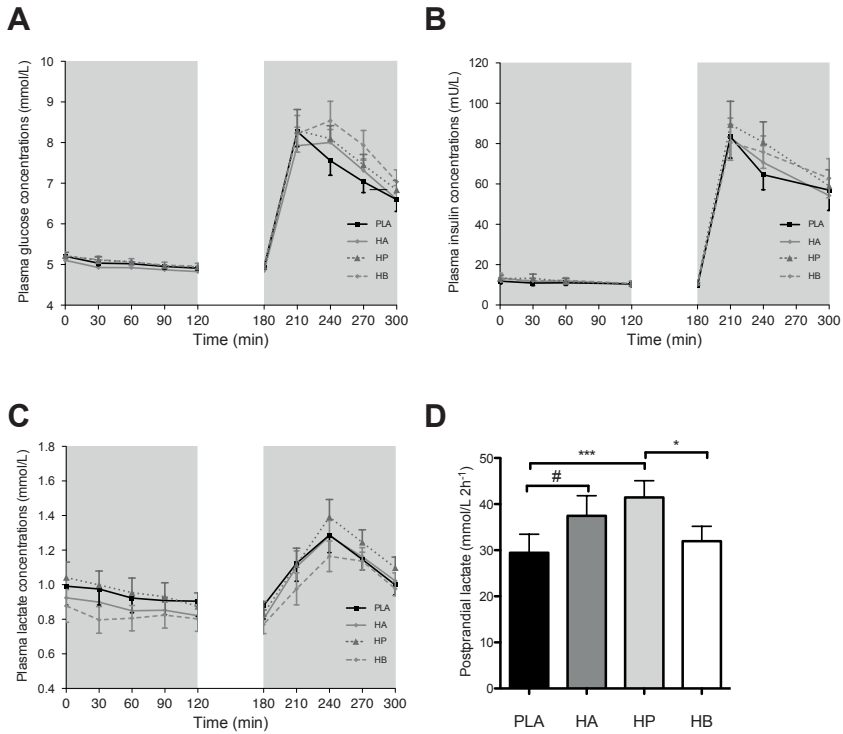 A
Plasma glucose concentrations (mmol/L)
10
9
8
7
6
5
4
PLA
HA
HP
HB
0 30 60 90 120 180 210 240 270 300
Time (min)
B
Plasma insulin concentrations (mU/L)
120
100
80
60
40
20
0
PLA
HA
HP
HB
0 30 60 90 120 180 210 240 270 300
Time (min)
C
Plasma lactate concentrations (mmol/L)
1.8
1.6
1.4
1.2
1.0
0.8
0.6
0.4
PLA
HA
HP
HB
0 30 60 90 120 180 210 240 270 300
Time (min)
D
Postprandial lactate (mmol/L 2h⁻¹)
50
40
30
20
10
0
*** *
#
PLA HA HP HB